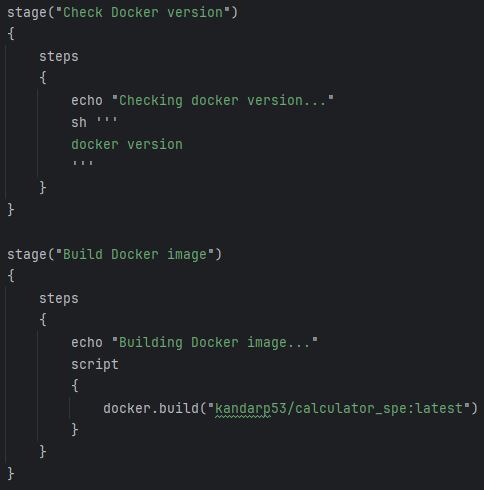 stage("Check Docker version")
{
    steps
    {
        echo "Checking docker version..."
        sh '''
        docker version
        '''
    }
}

stage("Build Docker image")
{
    steps
    {
        echo "Building Docker image..."
        script
        {
            docker.build("kandarp53/calculator_spe:latest")
        }
    }
}